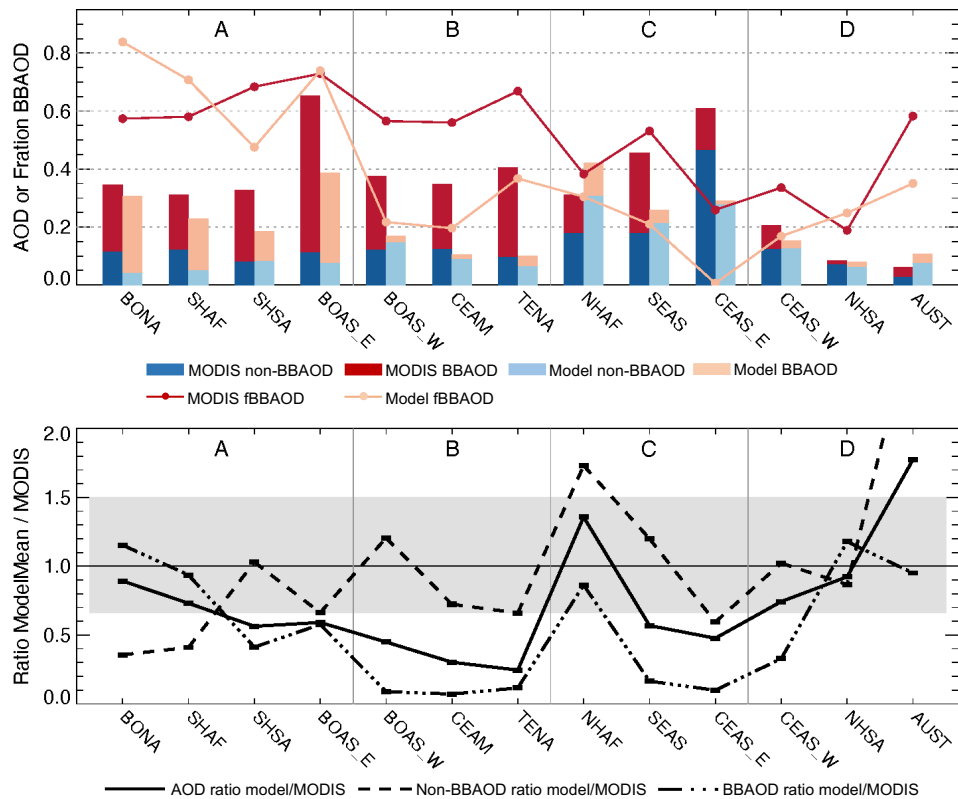 A B C D
AOD or Fration BBAOD
0.8
0.6
0.4
0.2
0.0
BONA SHAF SHSA BOAS_E BOAS_W CEAM TENA NHAF SEAS CEAS_E CEAS_W NHSA AUST
MODIS non-BBAOD MODIS BBAOD Model non-BBAOD Model BBAOD
MODIS fBBAOD Model fBBAOD
A B C D
Ratio ModelMean / MODIS
2.0
1.5
1.0
0.5
0.0
BONA SHAF SHSA BOAS_E BOAS_W CEAM TENA NHAF SEAS CEAS_E CEAS_W NHSA AUST
AOD ratio model/MODIS Non-BBAOD ratio model/MODIS BBAOD ratio model/MODIS